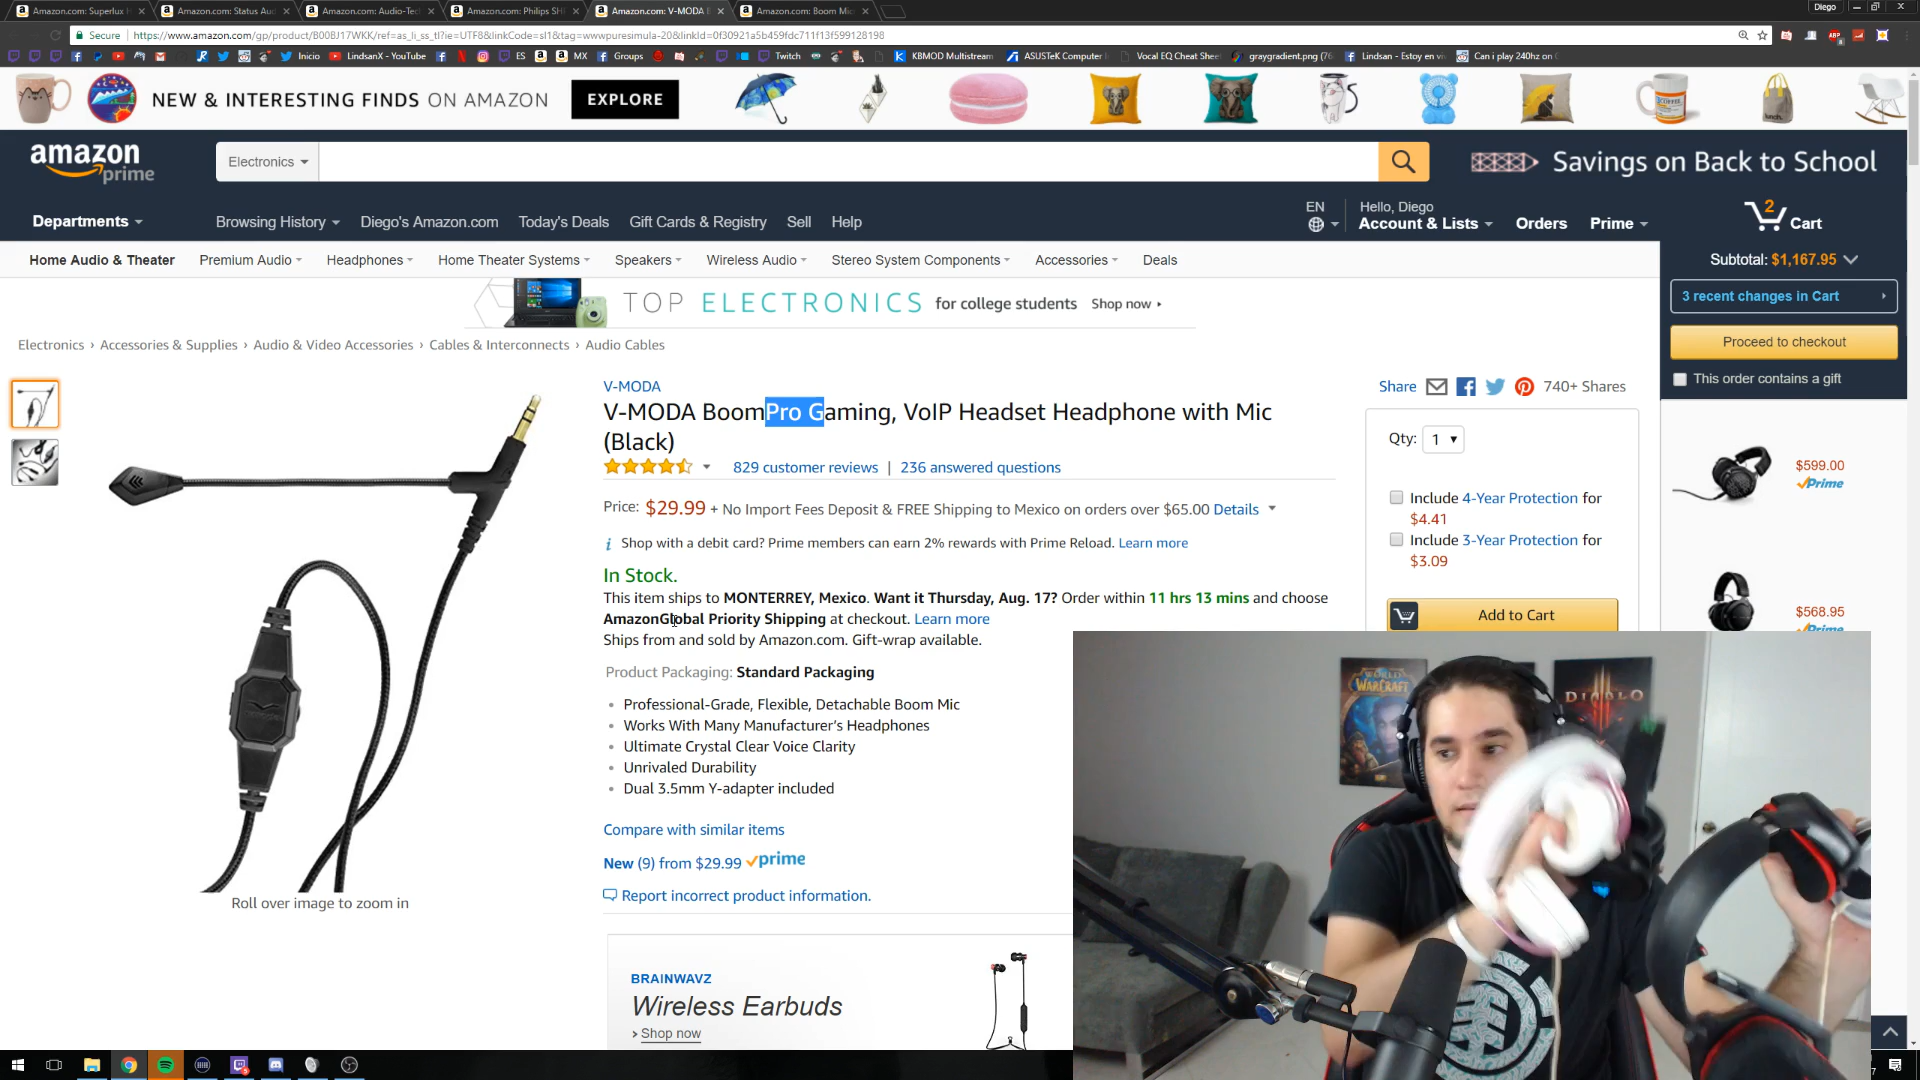 Amazon.com: Superlux H
Amazon.com: Status Aud
Amazon.com: Audio-Tech
Amazon.com: Philips SHP
Amazon.com: V-MODA B
Amazon.com: Boom Mic
Diego
Secure
https://www.amazon.com/gp/product/B00BJ17WKK/ref=as_li_ss_tl?ie=UTF8&linkCode=sl1&tag=wwwpuresimula-20&linkId=0f30921a5b459fdc711f13f599128198
Inicio
LindsanX - YouTube
ES
MX
Groups
Twitch
KBMOD Multistream
ASUSTeK Computer I
Vocal EQ Cheat Shee
graygradient.png (76
Lindsan - Estoy en viv
Can i play 240hz on
NEW & INTERESTING FINDS ON AMAZON
EXPLORE
amazon prime
Electronics
Savings on Back to School
Departments
Browsing History
Diego's Amazon.com
Today's Deals
Gift Cards & Registry
Sell
Help
EN
Hello, Diego
Account & Lists
Orders
Prime
2
Cart
Home Audio & Theater
Premium Audio
Headphones
Home Theater Systems
Speakers
Wireless Audio
Stereo System Components
Accessories
Deals
Subtotal: $1,167.95
3 recent changes in Cart
Proceed to checkout
This order contains a gift
TOP ELECTRONICS for college students Shop now
Electronics › Accessories & Supplies › Audio & Video Accessories › Cables & Interconnects › Audio Cables
V-MODA
V-MODA BoomPro Gaming, VoIP Headset Headphone with Mic
(Black)
829 customer reviews | 236 answered questions
Price: $29.99 + No Import Fees Deposit & FREE Shipping to Mexico on orders over $65.00 Details
Shop with a debit card? Prime members can earn 2% rewards with Prime Reload. Learn more
In Stock.
This item ships to MONTERREY, Mexico. Want it Thursday, Aug. 17? Order within 11 hrs 13 mins and choose
AmazonGlobal Priority Shipping at checkout. Learn more
Ships from and sold by Amazon.com. Gift-wrap available.
Product Packaging: Standard Packaging
Professional-Grade, Flexible, Detachable Boom Mic
Works With Many Manufacturer's Headphones
Ultimate Crystal Clear Voice Clarity
Unrivaled Durability
Dual 3.5mm Y-adapter included
Compare with similar items
New (9) from $29.99 prime
Report incorrect product information.
Roll over image to zoom in
BRAINWAVZ
Wireless Earbuds
› Shop now
Share
740+ Shares
Qty: 1
Include 4-Year Protection for
$4.41
Include 3-Year Protection for
$3.09
Add to Cart
$599.00
Prime
$568.95
Prime
WORLD
WARCRAFT
DIABLO
lunch.